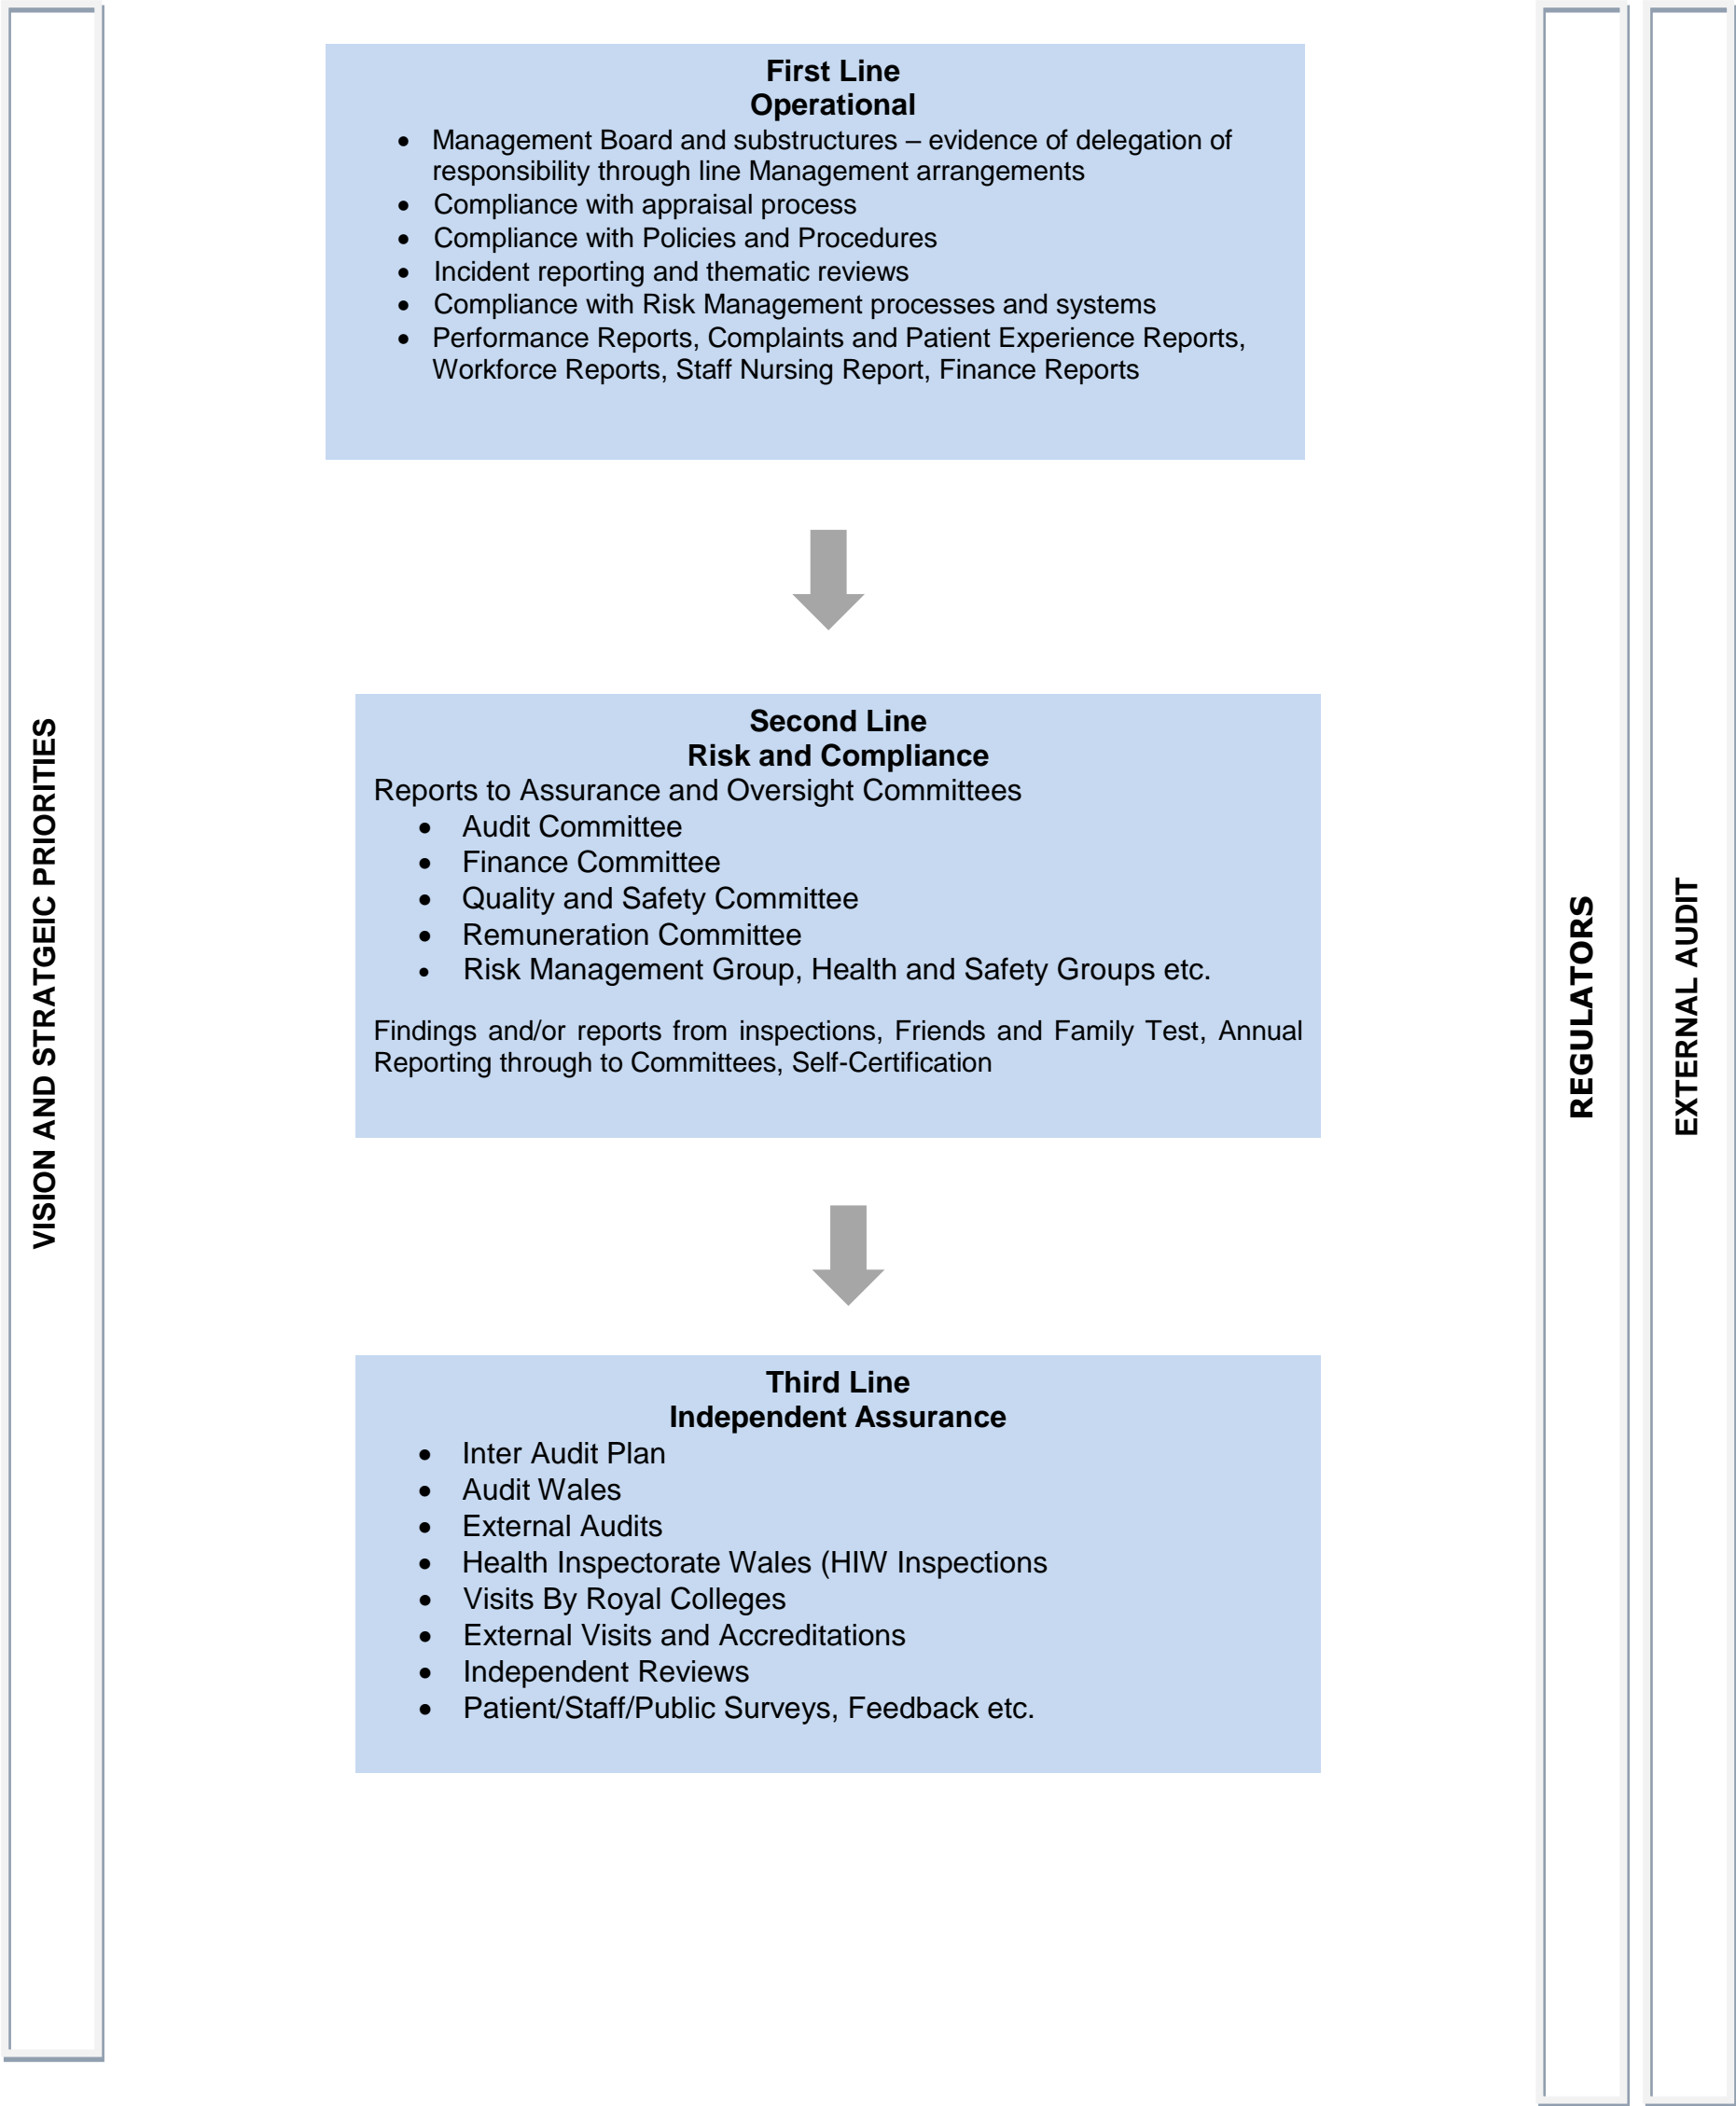 VISION AND STRATGEIC PRIORITIES
First Line
Operational
• Management Board and substructures – evidence of delegation of
responsibility through line Management arrangements
• Compliance with appraisal process
• Compliance with Policies and Procedures
• Incident reporting and thematic reviews
• Compliance with Risk Management processes and systems
• Performance Reports, Complaints and Patient Experience Reports,
Workforce Reports, Staff Nursing Report, Finance Reports
Second Line
Risk and Compliance
Reports to Assurance and Oversight Committees
• Audit Committee
• Finance Committee
• Quality and Safety Committee
• Remuneration Committee
• Risk Management Group, Health and Safety Groups etc.
Findings and/or reports from inspections, Friends and Family Test, Annual
Reporting through to Committees, Self-Certification
Third Line
Independent Assurance
• Inter Audit Plan
• Audit Wales
• External Audits
• Health Inspectorate Wales (HIW Inspections
• Visits By Royal Colleges
• External Visits and Accreditations
• Independent Reviews
• Patient/Staff/Public Surveys, Feedback etc.
REGULATORS
EXTERNAL AUDIT